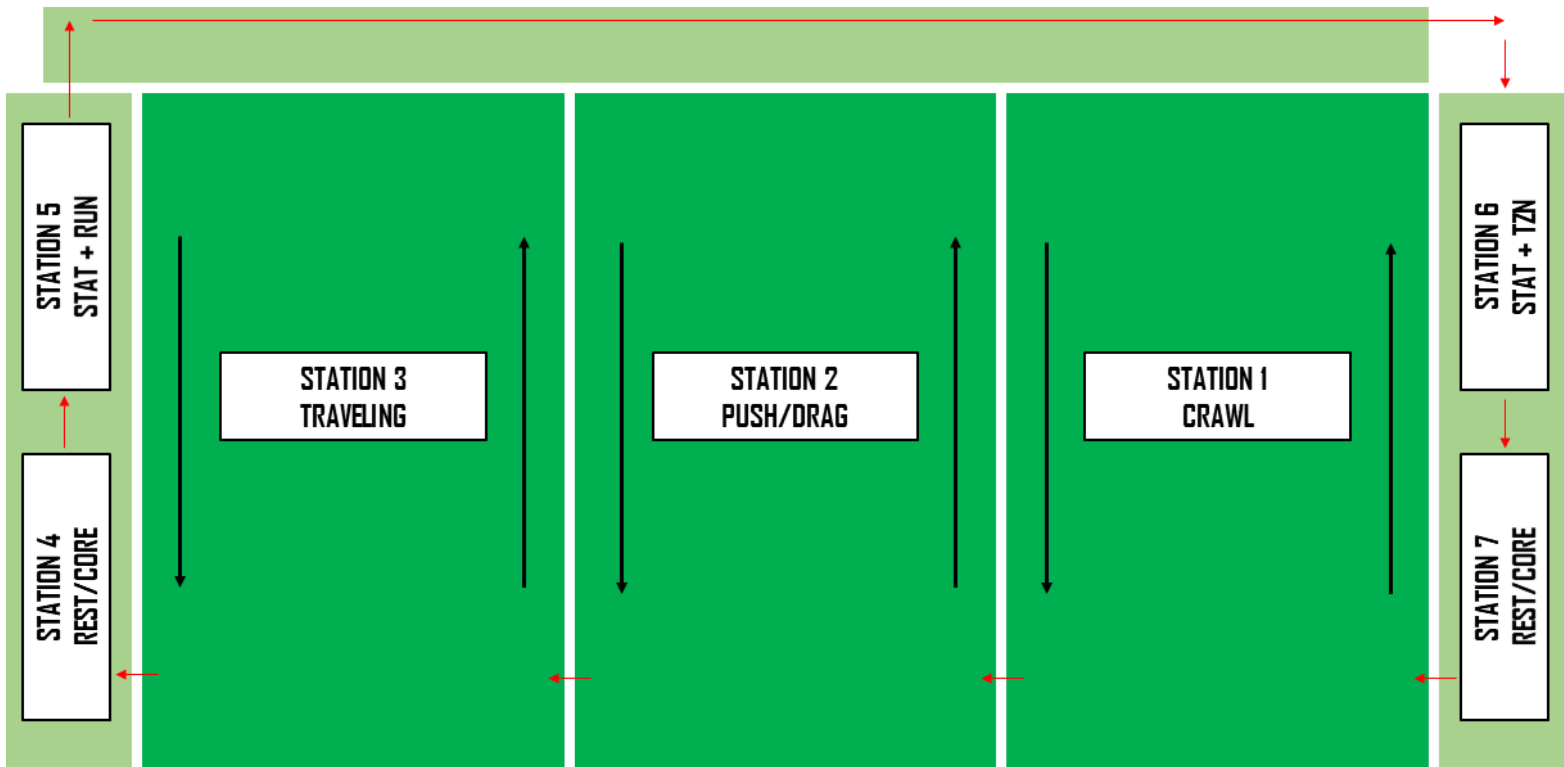 STATION 5
STAT + RUN
STATION 4
REST/CORE
STATION 3
TRAVELING
STATION 2
PUSH/DRAG
STATION 1
CRAWL
STATION 6
STAT + TZN
STATION 7
REST/CORE